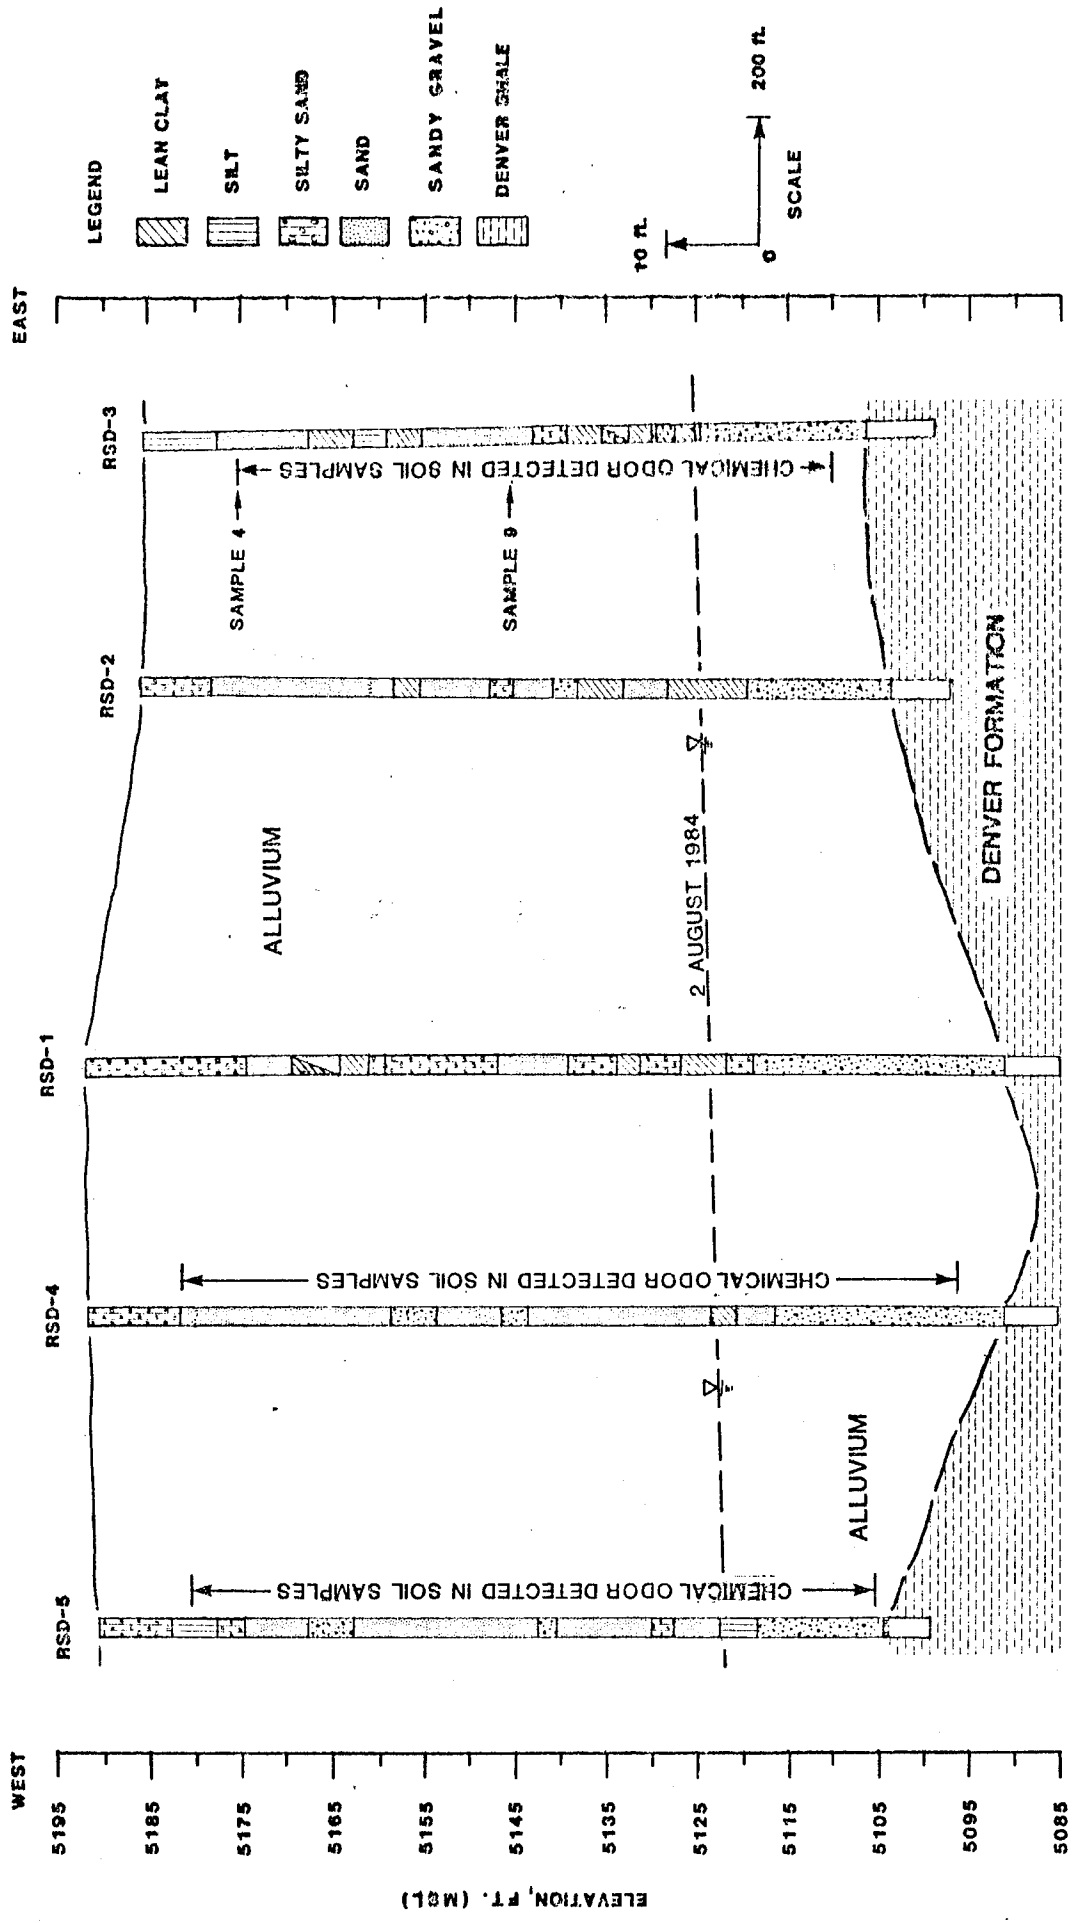 WEST
EAST
RSD-5
RSD-4
RSD-1
RSD-2
RSD-3
5195
5185
5175
5165
5155
5145
5135
5125
5115
5105
5095
5085
ELEVATION, FT. (MSL)
CHEMICAL ODOR DETECTED IN SOIL SAMPLES
CHEMICAL ODOR DETECTED IN SOIL SAMPLES
CHEMICAL ODOR DETECTED IN SOIL SAMPLES
SAMPLE 4
SAMPLE 9
ALLUVIUM
ALLUVIUM
2 AUGUST 1984
DENVER FORMATION
LEGEND
LEAN CLAY
SILT
SILTY SAND
SAND
SANDY GRAVEL
DENVER SHALE
10 ft.
0
200 ft.
SCALE